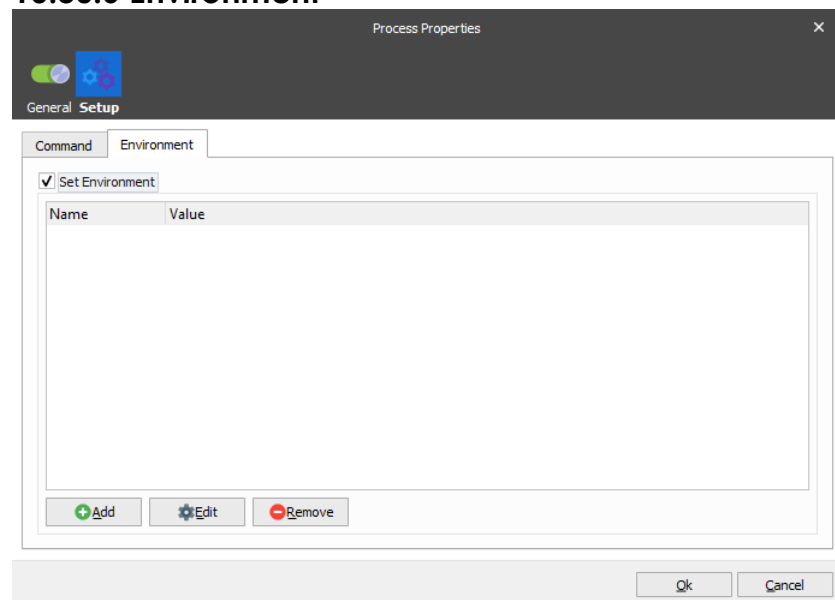 Process Properties
General Setup
Command Environment
Set Environment
Name Value
Add Edit Remove
Ok Cancel